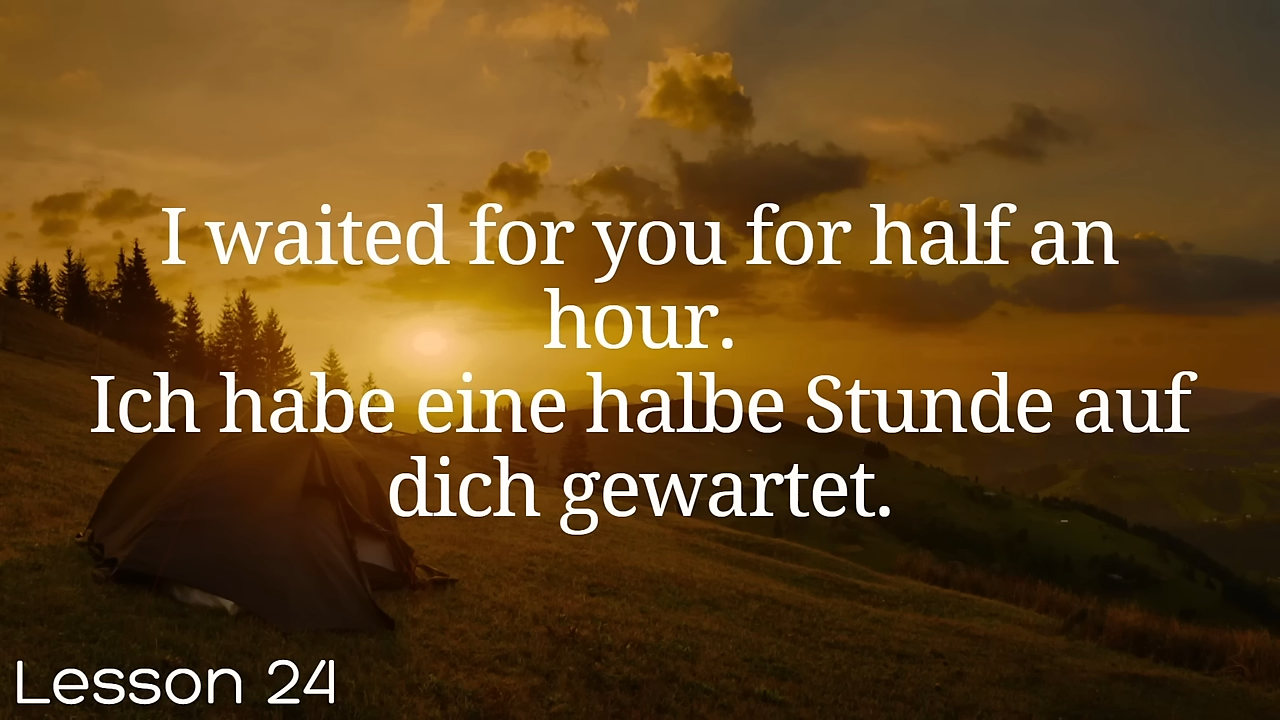 I waited for you for half an
hour.
Ich habe eine halbe Stunde auf
dich gewartet.
Lesson 24